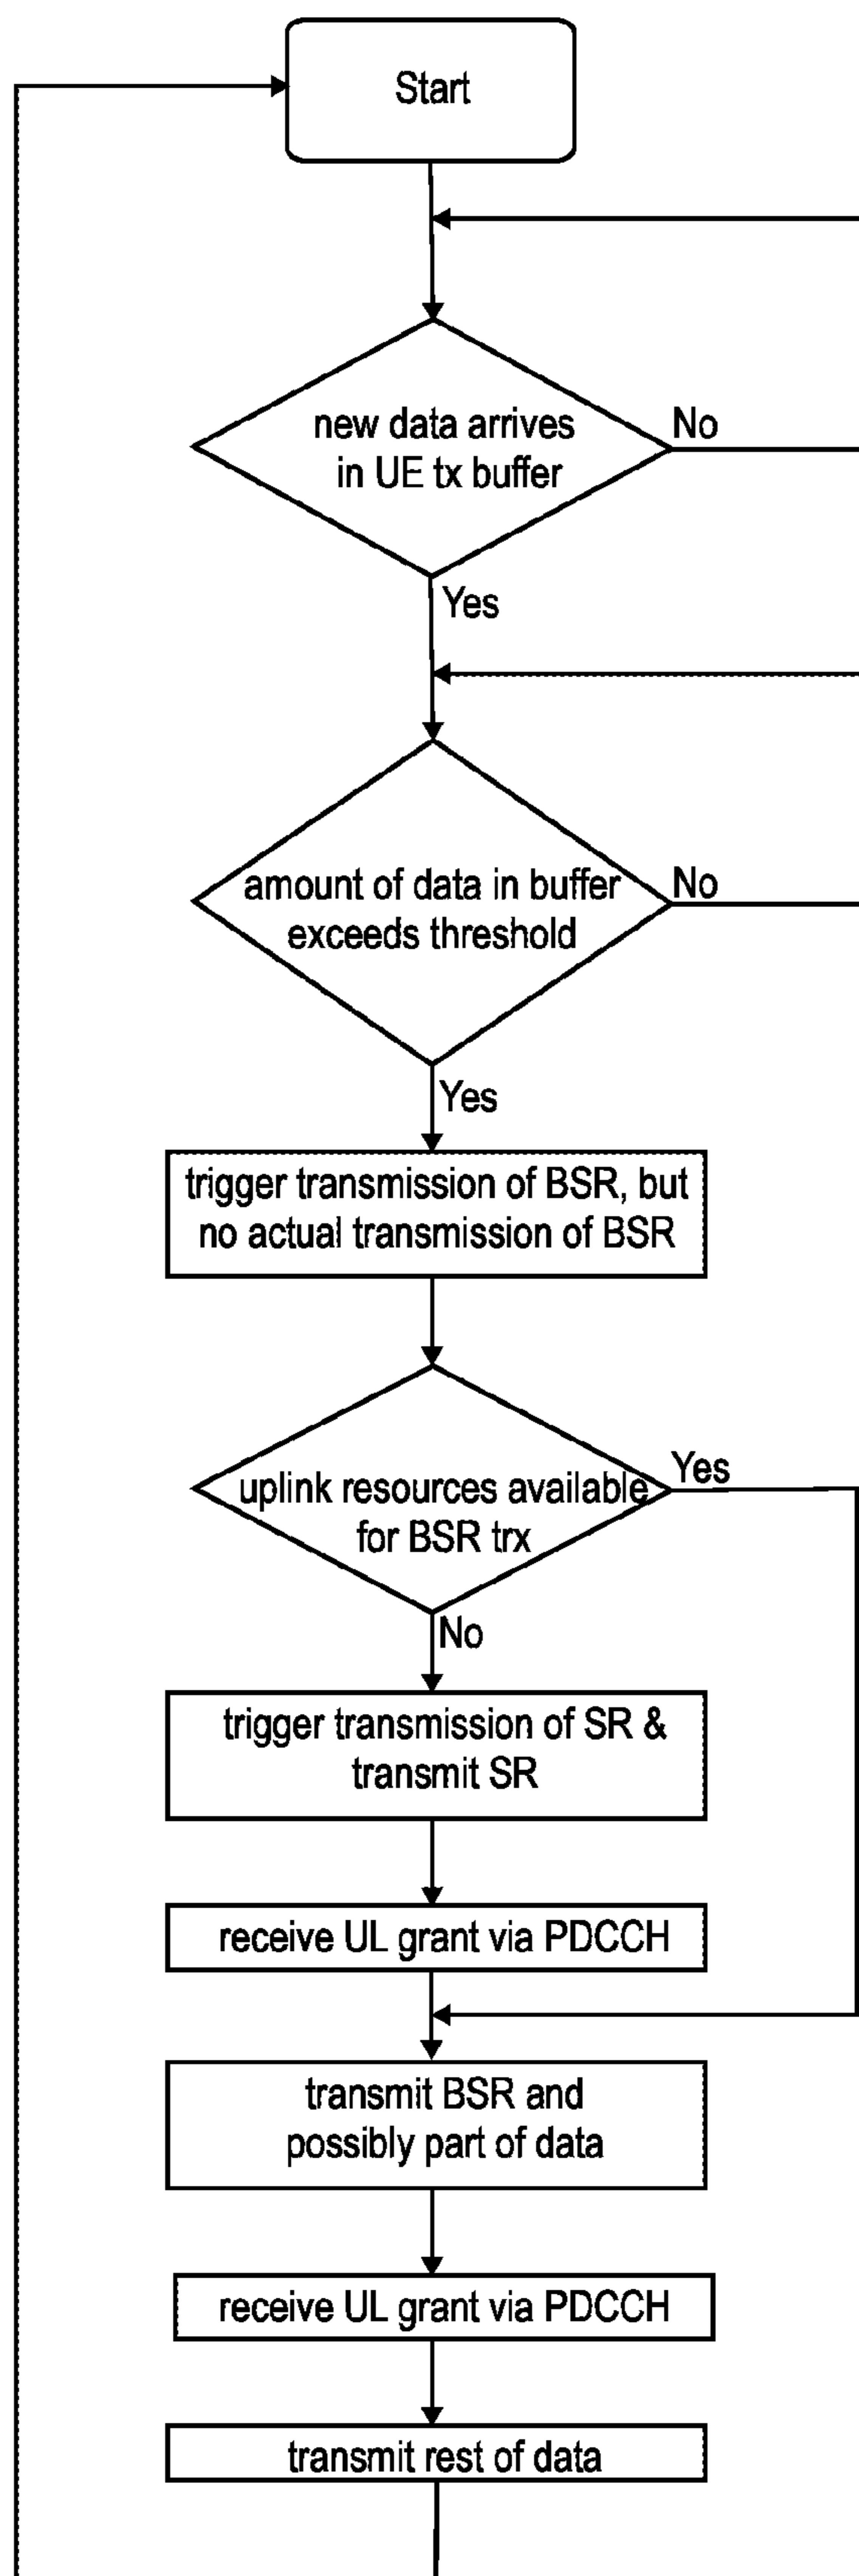 Start
new data arrives
in UE tx buffer
No
Yes
amount of data in buffer
exceeds threshold
No
Yes
trigger transmission of BSR, but
no actual transmission of BSR
uplink resources available
for BSR trx
Yes
No
trigger transmission of SR &
transmit SR
receive UL grant via PDCCH
transmit BSR and
possibly part of data
receive UL grant via PDCCH
transmit rest of data